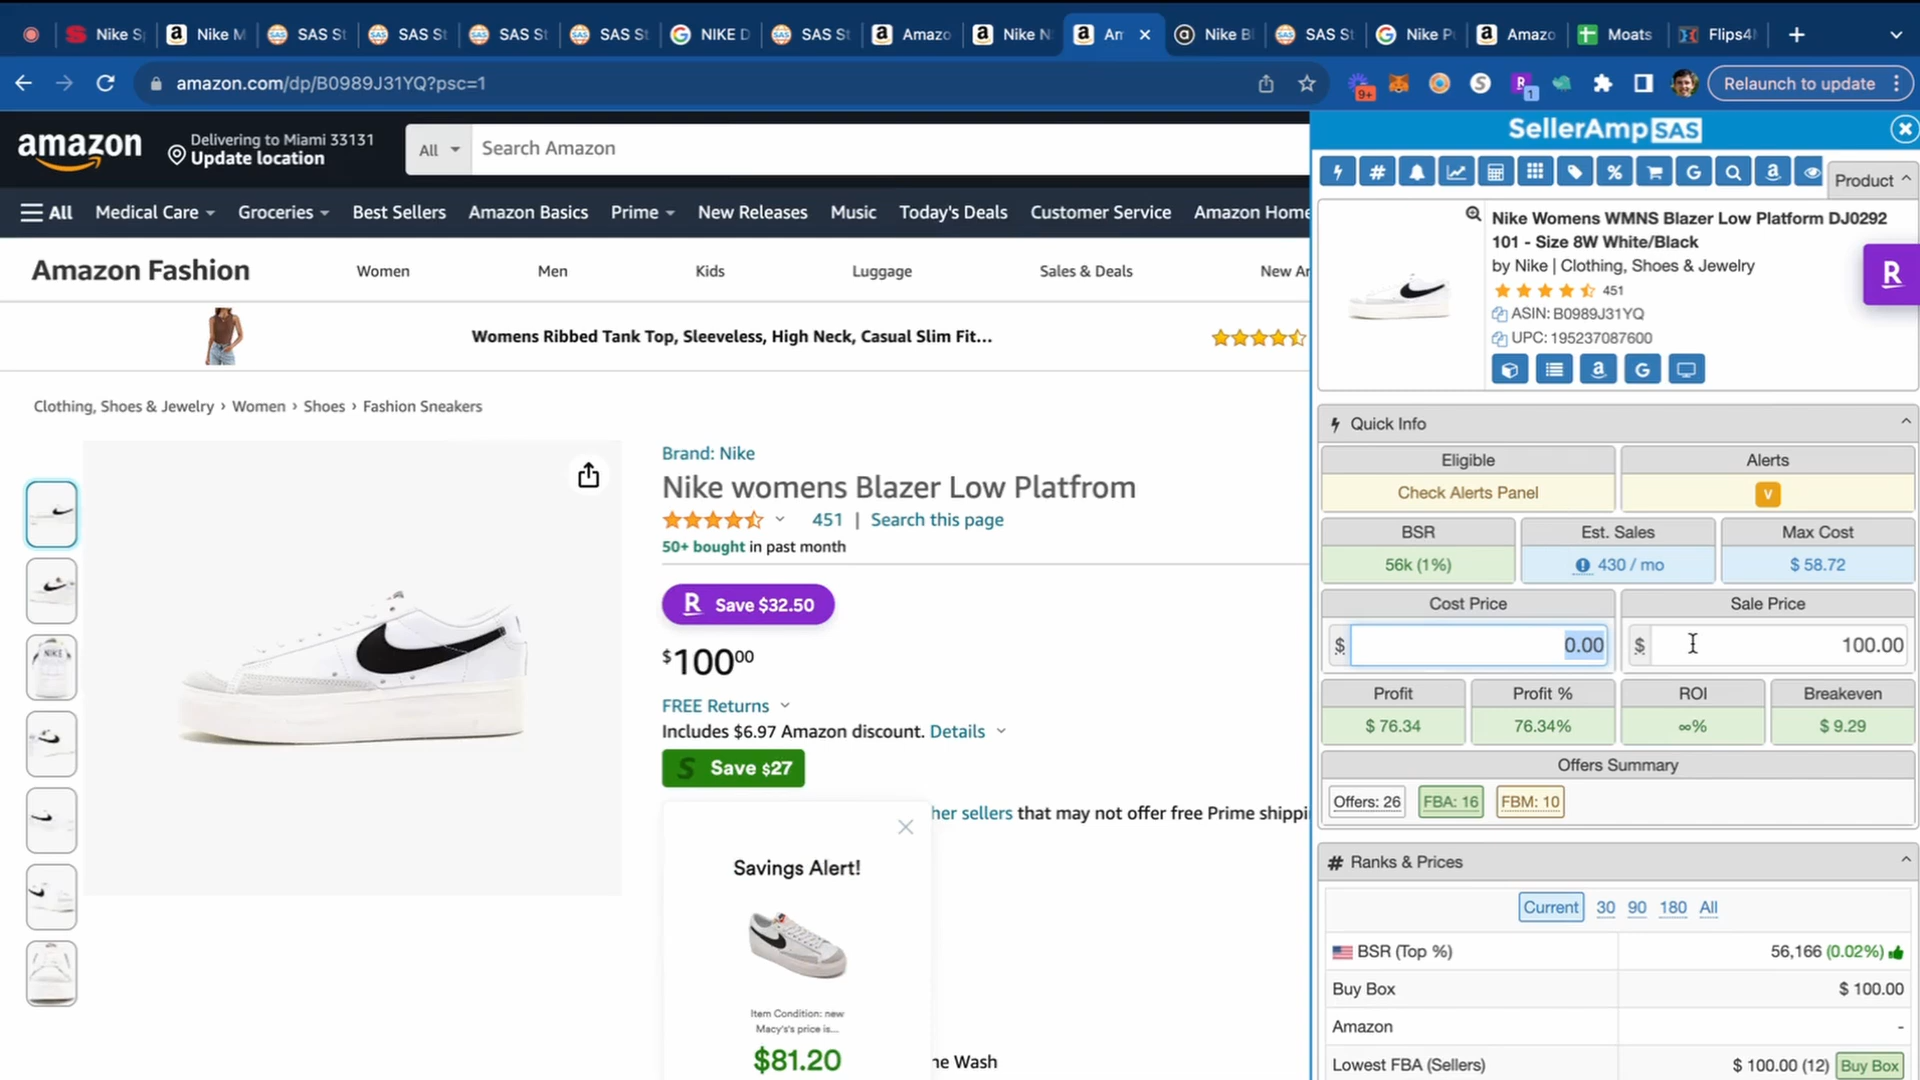 Nike S
Nike M
SAS St
SAS St
SAS St
SAS St
NIKE D
SAS St
Amazo
Nike N
Am
Nike Bl
SAS St
Nike Pu
Amazo
Moats
Flips4
amazon.com/dp/B0989J31YQ?psc=1
9+
1
Relaunch to update
amazon
Delivering to Miami 33131
Update location
All
Search Amazon
All
Medical Care
Groceries
Best Sellers
Amazon Basics
Prime
New Releases
Music
Today's Deals
Customer Service
Amazon Home
Amazon Fashion
Women
Men
Kids
Luggage
Sales & Deals
New Ar
Womens Ribbed Tank Top, Sleeveless, High Neck, Casual Slim Fit...
Clothing, Shoes & Jewelry › Women › Shoes › Fashion Sneakers
Brand: Nike
Nike womens Blazer Low Platfrom
451 | Search this page
50+ bought in past month
R Save $32.50
$100 00
FREE Returns
Includes $6.97 Amazon discount. Details
S Save $27
her sellers that may not offer free Prime shippi
Savings Alert!
Item Condition: new
Macy's's price is...
$81.20
ne Wash
NIKE
SellerAmp SAS
Product
Nike Womens WMNS Blazer Low Platform DJ0292
101 - Size 8W White/Black
by Nike | Clothing, Shoes & Jewelry
451
ASIN: B0989J31YQ
UPC: 195237087600
R
Quick Info
Eligible
Alerts
Check Alerts Panel
V
BSR
Est. Sales
Max Cost
56k (1%)
430 / mo
$ 58.72
Cost Price
Sale Price
$ 0.00
$ 100.00
Profit
Profit %
ROI
Breakeven
$ 76.34
76.34%
∞%
$ 9.29
Offers Summary
Offers: 26
FBA: 16
FBM: 10
# Ranks & Prices
Current 30 90 180 All
BSR (Top %)
56,166 (0.02%)
Buy Box
$ 100.00
Amazon
-
Lowest FBA (Sellers)
$ 100.00 (12) Buy Box